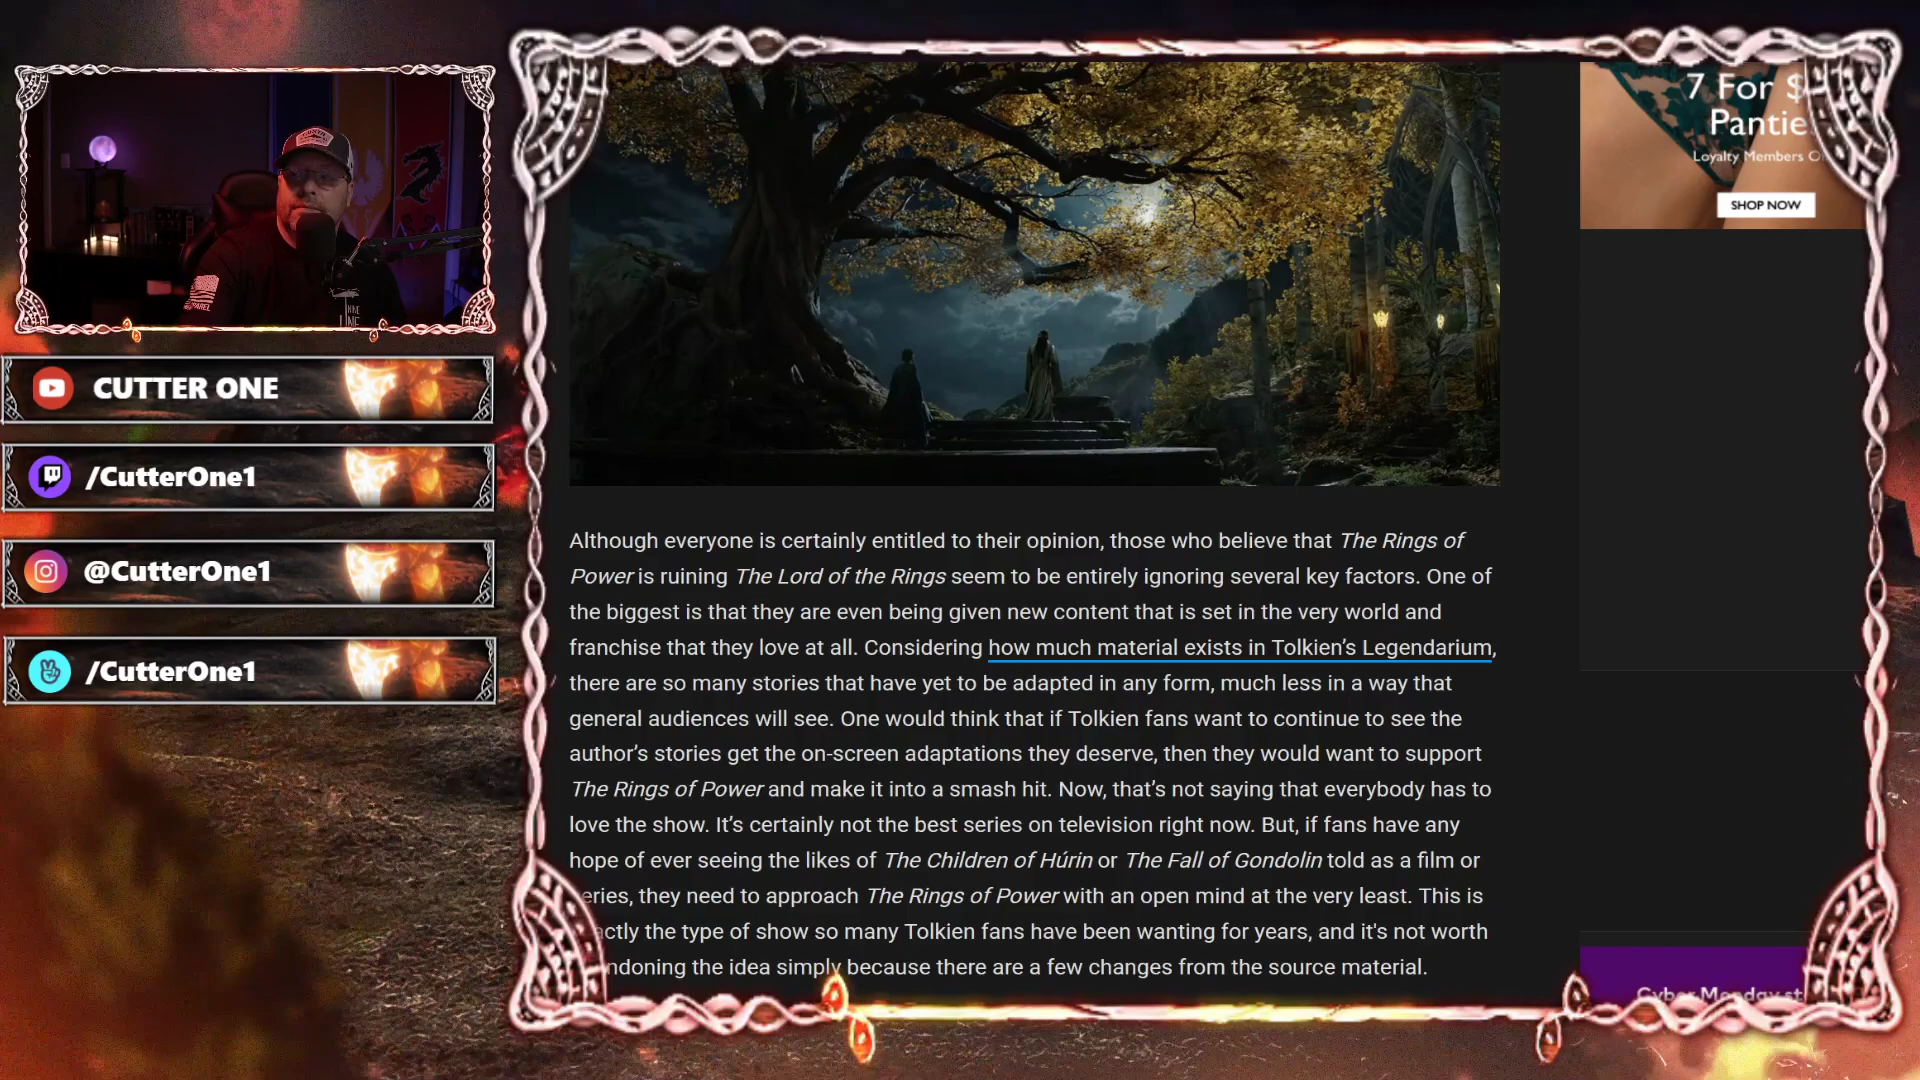 CUTTER ONE
/CutterOne1
@CutterOne1
/CutterOne1
7 For $
Pantie
Loyalty Members O
SHOP NOW
Although everyone is certainly entitled to their opinion, those who believe that The Rings of
Power is ruining The Lord of the Rings seem to be entirely ignoring several key factors. One of
the biggest is that they are even being given new content that is set in the very world and
franchise that they love at all. Considering how much material exists in Tolkien’s Legendarium,
there are so many stories that have yet to be adapted in any form, much less in a way that
general audiences will see. One would think that if Tolkien fans want to continue to see the
author’s stories get the on-screen adaptations they deserve, then they would want to support
The Rings of Power and make it into a smash hit. Now, that’s not saying that everybody has to
love the show. It’s certainly not the best series on television right now. But, if fans have any
hope of ever seeing the likes of The Children of Húrin or The Fall of Gondolin told as a film or
eries, they need to approach The Rings of Power with an open mind at the very least. This is
actly the type of show so many Tolkien fans have been wanting for years, and it's not worth
ndoning the idea simply because there are a few changes from the source material.
Cyber Monday st